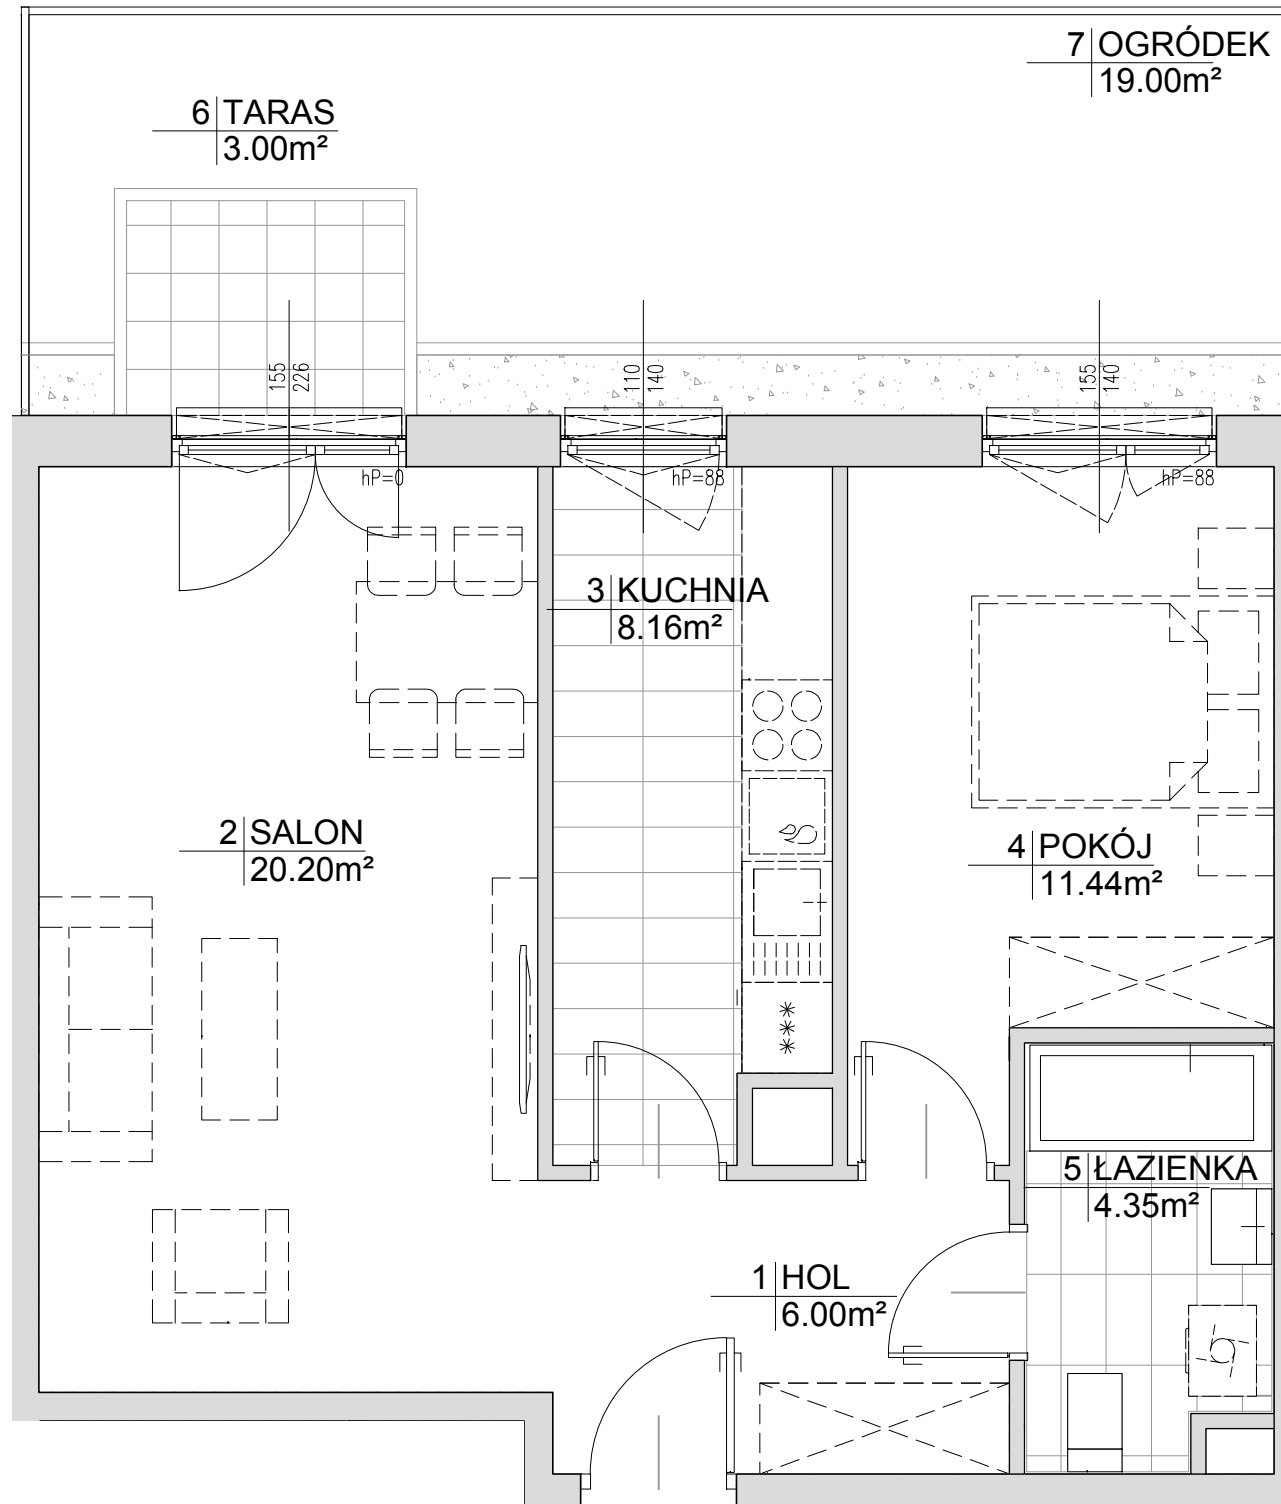 7 OGRÓDEK
19.00m²
6 TARAS
3.00m²
155
226
110
140
155
140
hP=0
hP=88
hP=88
3 KUCHNIA
8.16m²
2 SALON
20.20m²
4 POKÓJ
11.44m²
5 ŁAZIENKA
4.35m²
1 HOL
6.00m²